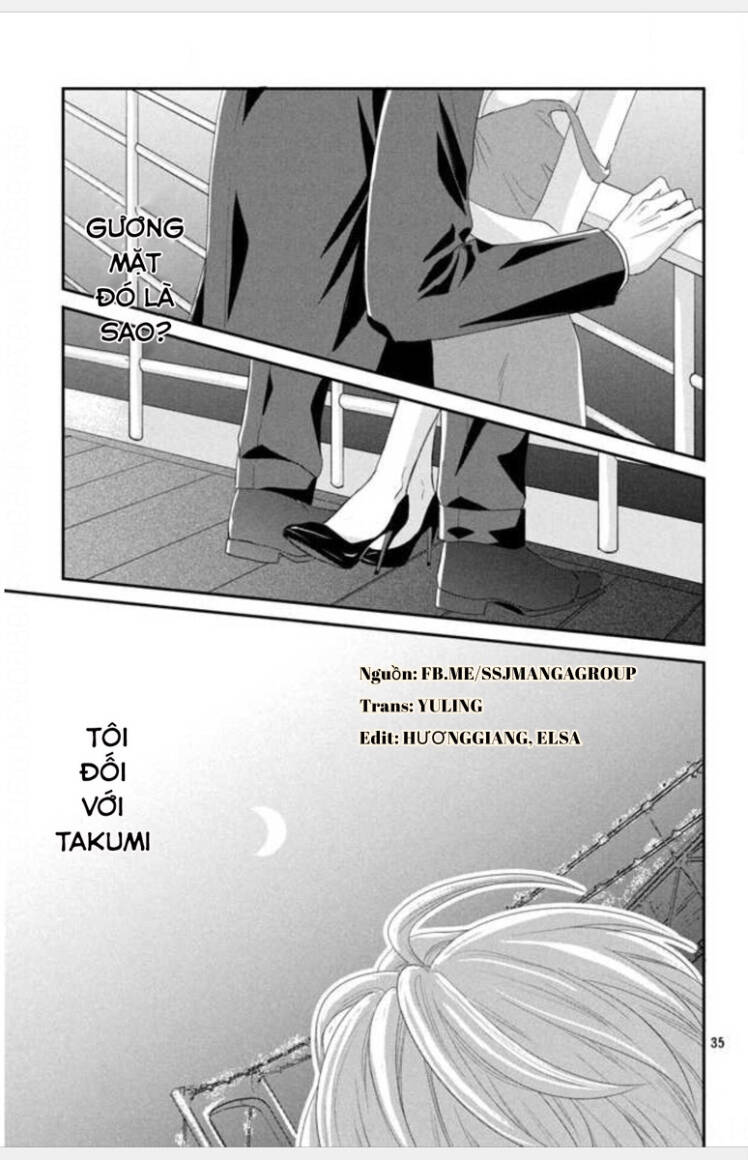 GƯƠNG
MẶT
ĐÓ LÀ
SAO?
Nguồn: FB.ME/SSJMANGAGROUP
Trans: YULING
Edit: HƯƠNGGIANG, ELSA
TÔI
ĐỐI
VỚI
TAKUMI
35